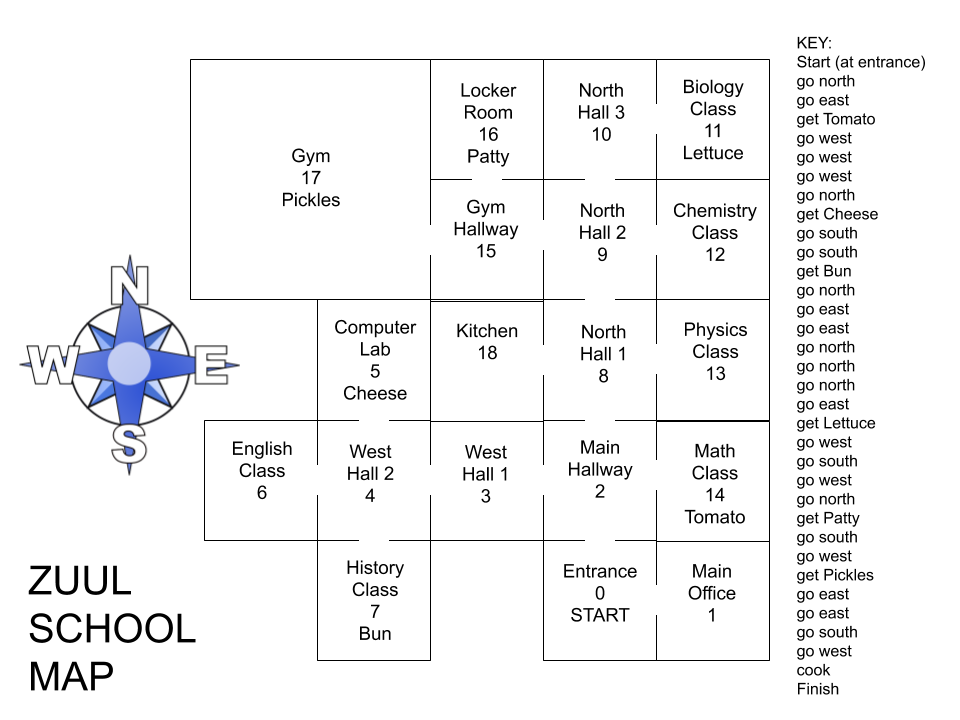 Gym
17
Pickles
Locker
Room
16
Patty
North
Hall 3
10
Biology
Class
11
Lettuce
Gym
Hallway
15
North
Hall 2
9
Chemistry
Class
12
Computer
Lab
5
Cheese
Kitchen
18
North
Hall 1
8
Physics
Class
13
English
Class
6
West
Hall 2
4
West
Hall 1
3
Main
Hallway
2
Math
Class
14
Tomato
History
Class
7
Bun
Entrance
0
START
Main
Office
1
N
W
E
S
ZUUL
SCHOOL
MAP
KEY:
Start (at entrance)
go north
go east
get Tomato
go west
go west
go west
go north
get Cheese
go south
go south
get Bun
go north
go east
go east
go north
go north
go north
go east
get Lettuce
go west
go south
go west
go north
get Patty
go south
go west
get Pickles
go east
go east
go south
go west
cook
Finish